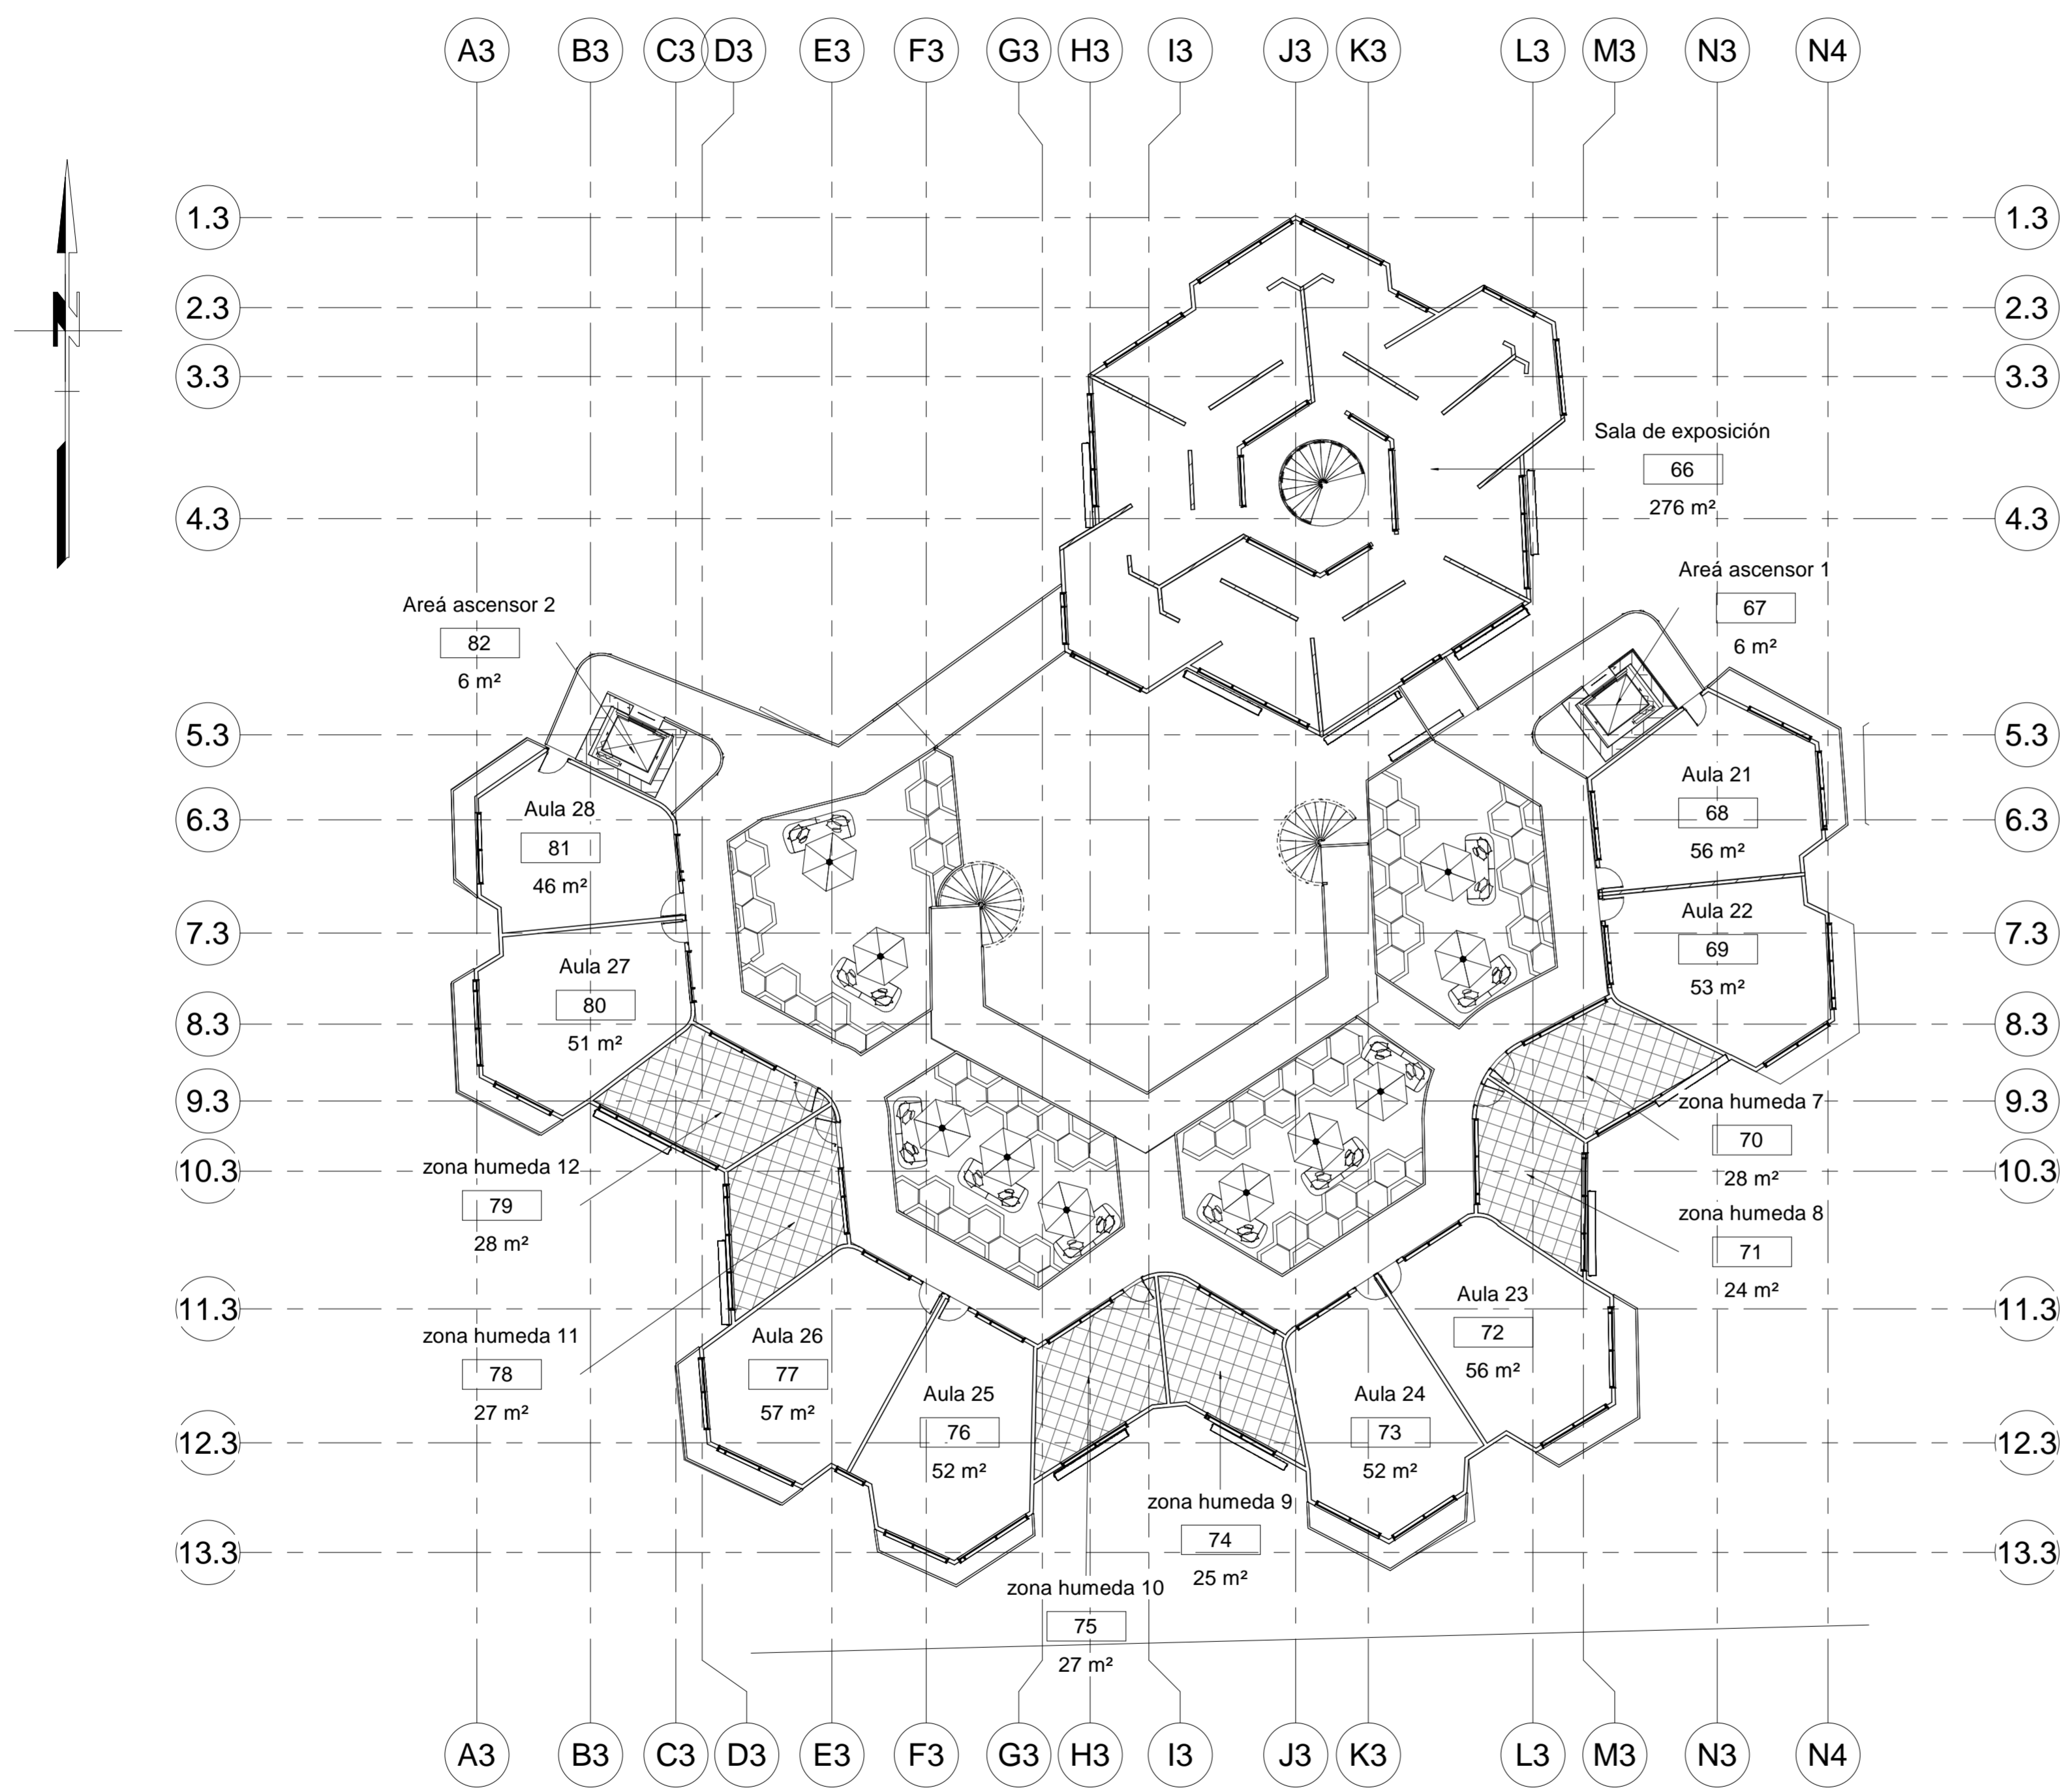 A3 B3 C3 D3 E3 F3 G3 H3 I3 J3 K3 L3 M3 N3 N4
1.3 1.3
2.3 2.3
3.3 3.3
Sala de exposición
66
276 m²
4.3 4.3
Areá ascensor 1
67
6 m²
Areá ascensor 2
82
6 m²
N
5.3 5.3
Aula 21
68
56 m²
Aula 28
81
46 m²
6.3 6.3
Aula 22
69
53 m²
7.3 7.3
Aula 27
80
51 m²
8.3 8.3
9.3 9.3
zona humeda 7
70
28 m²
10.3 10.3
zona humeda 12
79
28 m²
zona humeda 8
71
24 m²
11.3 11.3
zona humeda 11
78
27 m²
Aula 26
77
57 m²
Aula 25
76
52 m²
Aula 23
72
56 m²
Aula 24
73
52 m²
12.3 12.3
zona humeda 9
74
25 m²
13.3 13.3
zona humeda 10
75
27 m²
A3 B3 C3 D3 E3 F3 G3 H3 I3 J3 K3 L3 M3 N3 N4